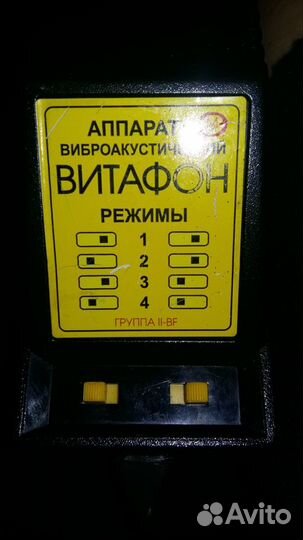 АППАРАТ
ВИБРОАКУСТИЧЕСКИЙ
ВИТАФОН
РЕЖИМЫ
1
2
3
4
ГРУППА II-BF
Avito